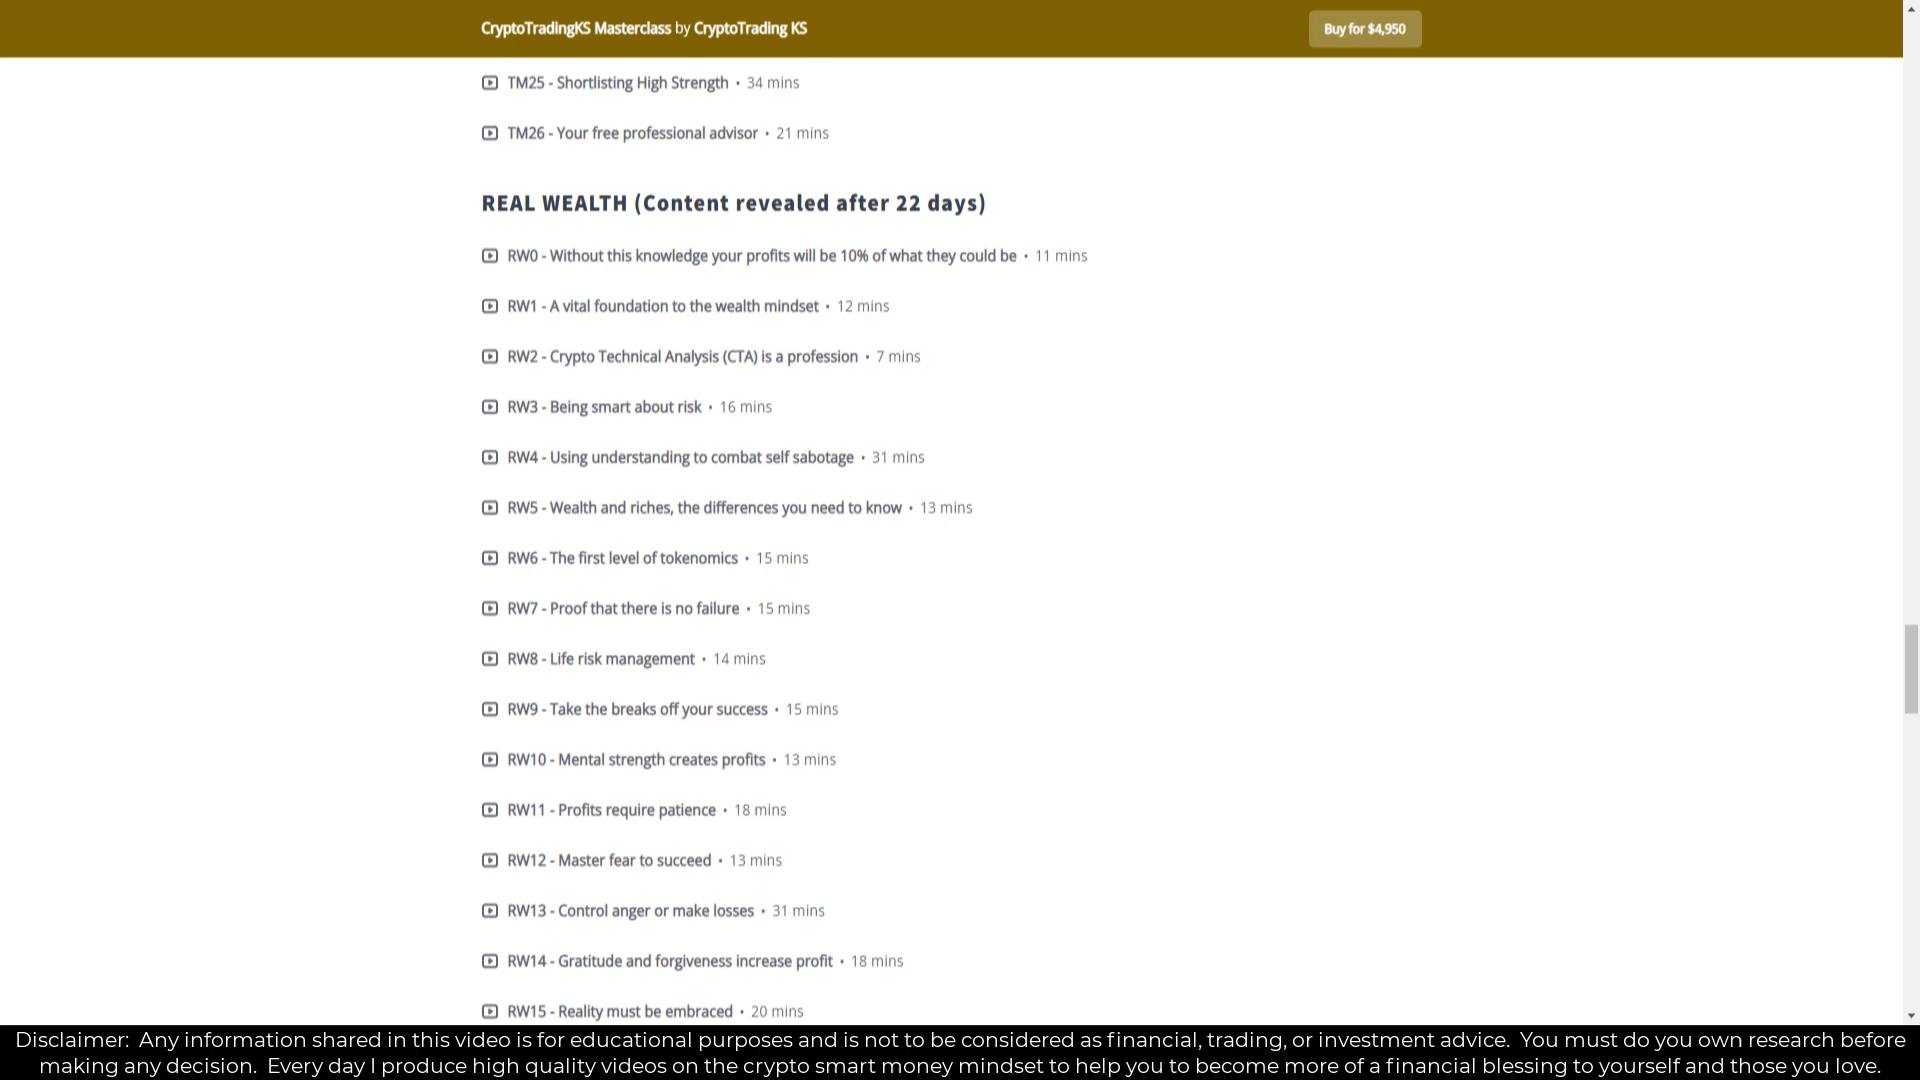 CryptoTradingKS Masterclass by CryptoTrading KS
Buy for $4,950
TM25 - Shortlisting High Strength • 34 mins
TM26 - Your free professional advisor • 21 mins
REAL WEALTH (Content revealed after 22 days)
RW0 - Without this knowledge your profits will be 10% of what they could be • 11 mins
RW1 - A vital foundation to the wealth mindset • 12 mins
RW2 - Crypto Technical Analysis (CTA) is a profession • 7 mins
RW3 - Being smart about risk • 16 mins
RW4 - Using understanding to combat self sabotage • 31 mins
RW5 - Wealth and riches, the differences you need to know • 13 mins
RW6 - The first level of tokenomics • 15 mins
RW7 - Proof that there is no failure • 15 mins
RW8 - Life risk management • 14 mins
RW9 - Take the breaks off your success • 15 mins
RW10 - Mental strength creates profits • 13 mins
RW11 - Profits require patience • 18 mins
RW12 - Master fear to succeed • 13 mins
RW13 - Control anger or make losses • 31 mins
RW14 - Gratitude and forgiveness increase profit • 18 mins
RW15 - Reality must be embraced • 20 mins
Disclaimer: Any information shared in this video is for educational purposes and is not to be considered as financial, trading, or investment advice. You must do you own research before
making any decision. Every day I produce high quality videos on the crypto smart money mindset to help you to become more of a financial blessing to yourself and those you love.